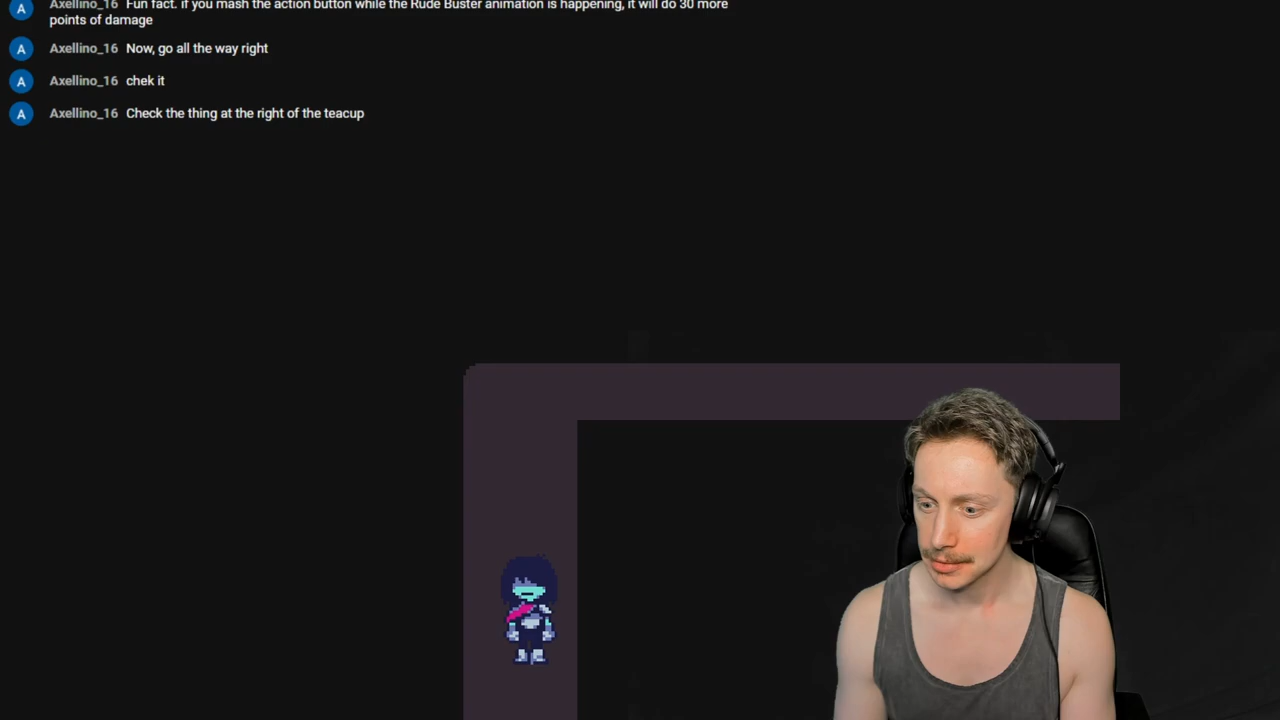 A Axellino_16 Fun fact. if you mash the action button while the Rude Buster animation is happening, it will do 30 more
points of damage
A Axellino_16 Now, go all the way right
A Axellino_16 chek it
A Axellino_16 Check the thing at the right of the teacup